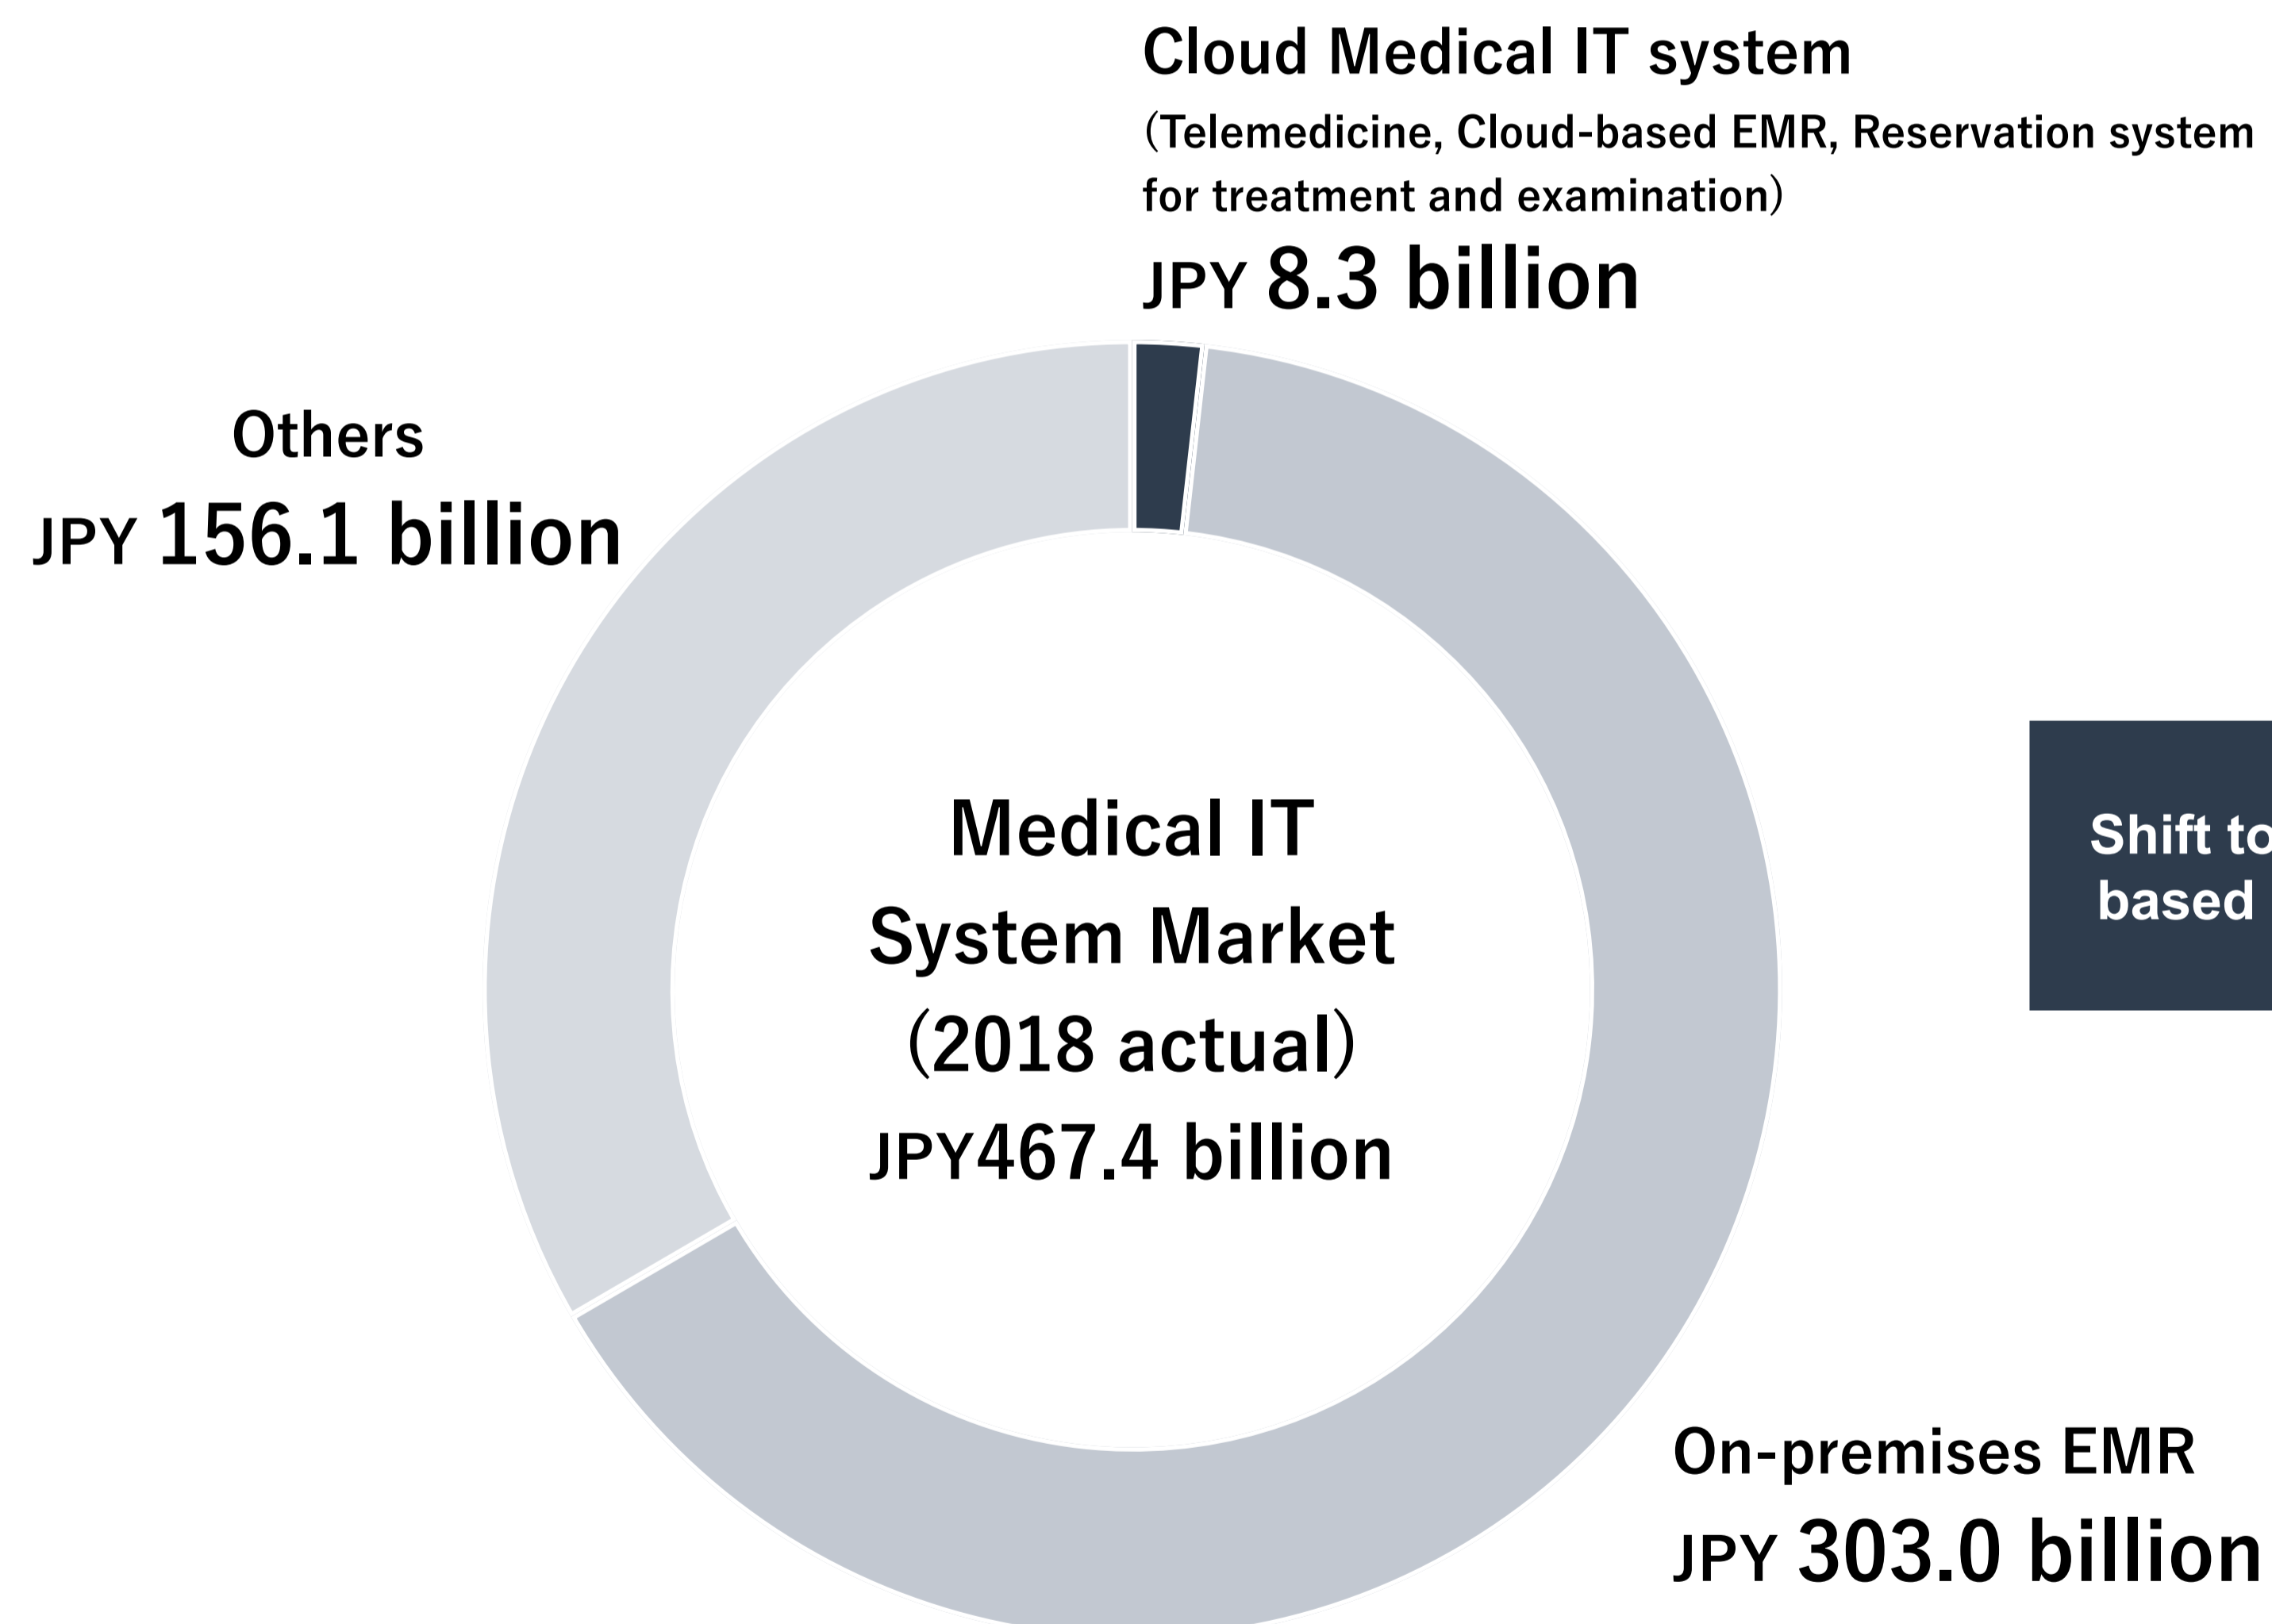 Cloud Medical IT system
(Telemedicine, Cloud-based EMR, Reservation system
for treatment and examination)
JPY 8.3 billion
Others
JPY 156.1 billion
Medical IT
System Market
(2018 actual)
JPY467.4 billion
Shift to
based
On-premises EMR
JPY 303.0 billion